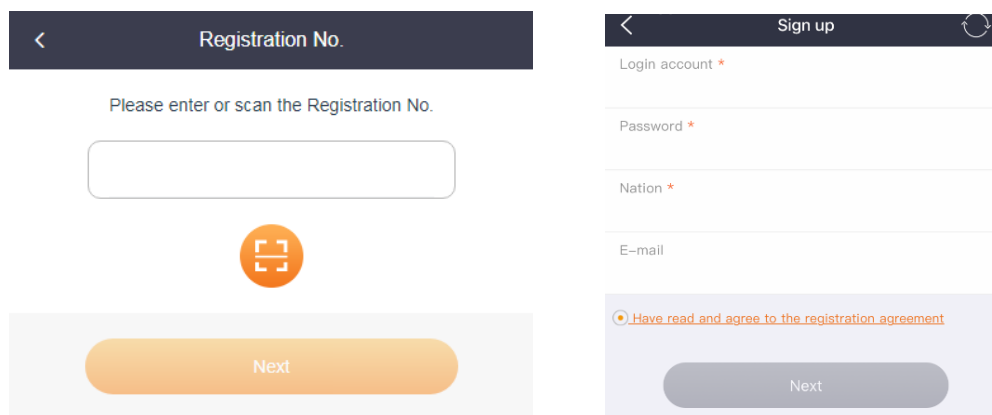 Registration No.
Please enter or scan the Registration No.
Next
Sign up
Login account *
Password *
Nation *
E-mail
Have read and agree to the registration agreement
Next